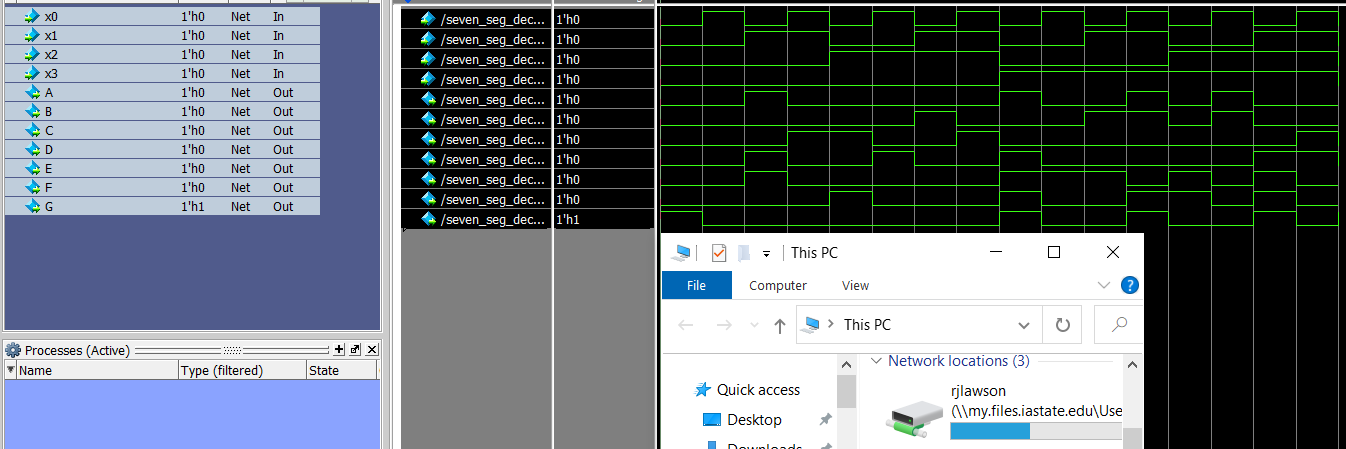 x0 1'h0 Net In
x1 1'h0 Net In
x2 1'h0 Net In
x3 1'h0 Net In
A 1'h0 Net Out
B 1'h0 Net Out
C 1'h0 Net Out
D 1'h0 Net Out
E 1'h0 Net Out
F 1'h0 Net Out
G 1'h1 Net Out
Processes (Active)
Name Type (filtered) State
/seven_seg_dec... 1'h0
/seven_seg_dec... 1'h0
/seven_seg_dec... 1'h0
/seven_seg_dec... 1'h0
/seven_seg_dec... 1'h0
/seven_seg_dec... 1'h0
/seven_seg_dec... 1'h0
/seven_seg_dec... 1'h0
/seven_seg_dec... 1'h0
/seven_seg_dec... 1'h0
/seven_seg_dec... 1'h1
This PC
File Computer View
This PC
Quick access
Desktop
Downloads
Network locations (3)
rjlawson
(\\my.files.iastate.edu\Use